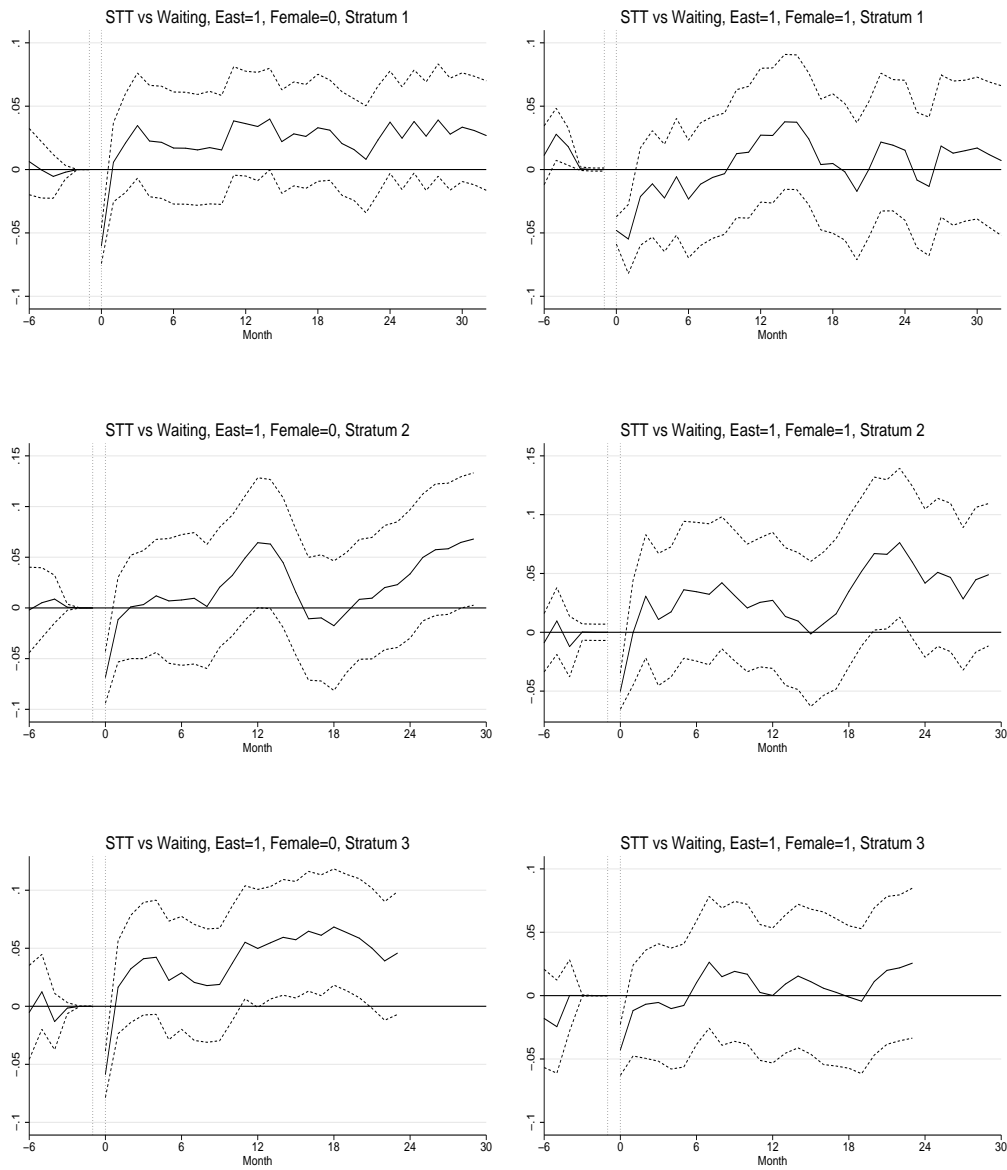 STT vs Waiting, East=1, Female=0, Stratum 1
.1
.05
0
−.05
−.1
−6 0 6 12 18 24 30
Month
STT vs Waiting, East=1, Female=1, Stratum 1
.1
.05
0
−.05
−.1
−6 0 6 12 18 24 30
Month
STT vs Waiting, East=1, Female=0, Stratum 2
.15
.1
.05
0
−.05
−.1
−6 0 6 12 18 24 30
Month
STT vs Waiting, East=1, Female=1, Stratum 2
.15
.1
.05
0
−.05
−6 0 6 12 18 24 30
Month
STT vs Waiting, East=1, Female=0, Stratum 3
.1
.05
0
−.05
−.1
−6 0 6 12 18 24 30
Month
STT vs Waiting, East=1, Female=1, Stratum 3
.1
.05
0
−.05
−.1
−6 0 6 12 18 24 30
Month